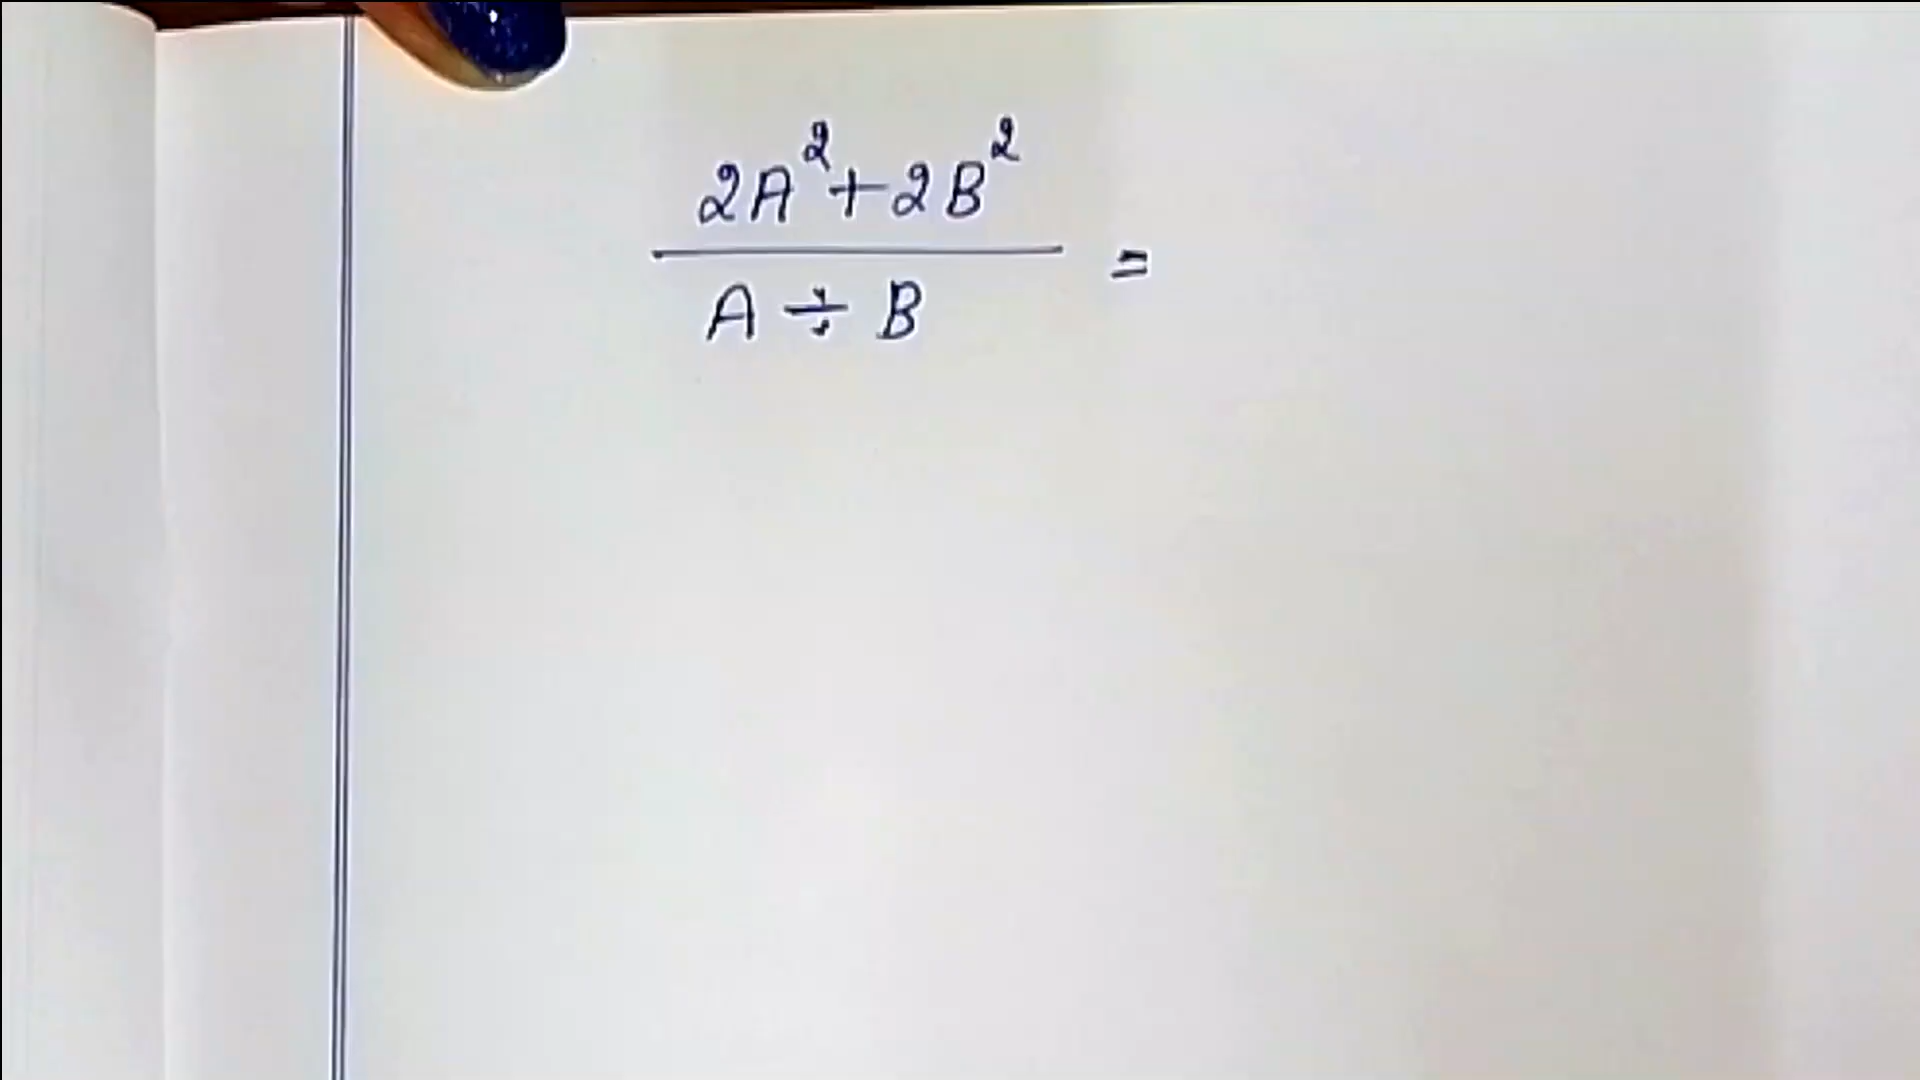 2A²+2B²
A ÷ B =